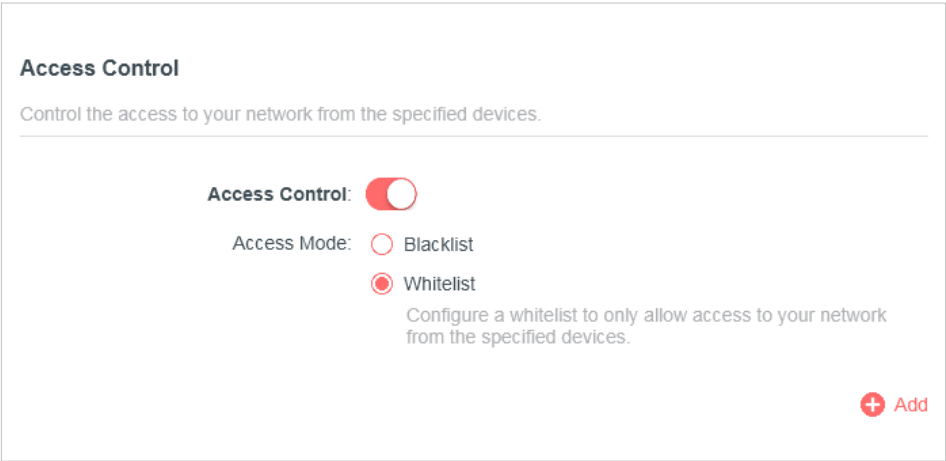 Access Control
Control the access to your network from the specified devices.
Access Control:
Access Mode: Blacklist
Whitelist
Configure a whitelist to only allow access to your network
from the specified devices.
Add